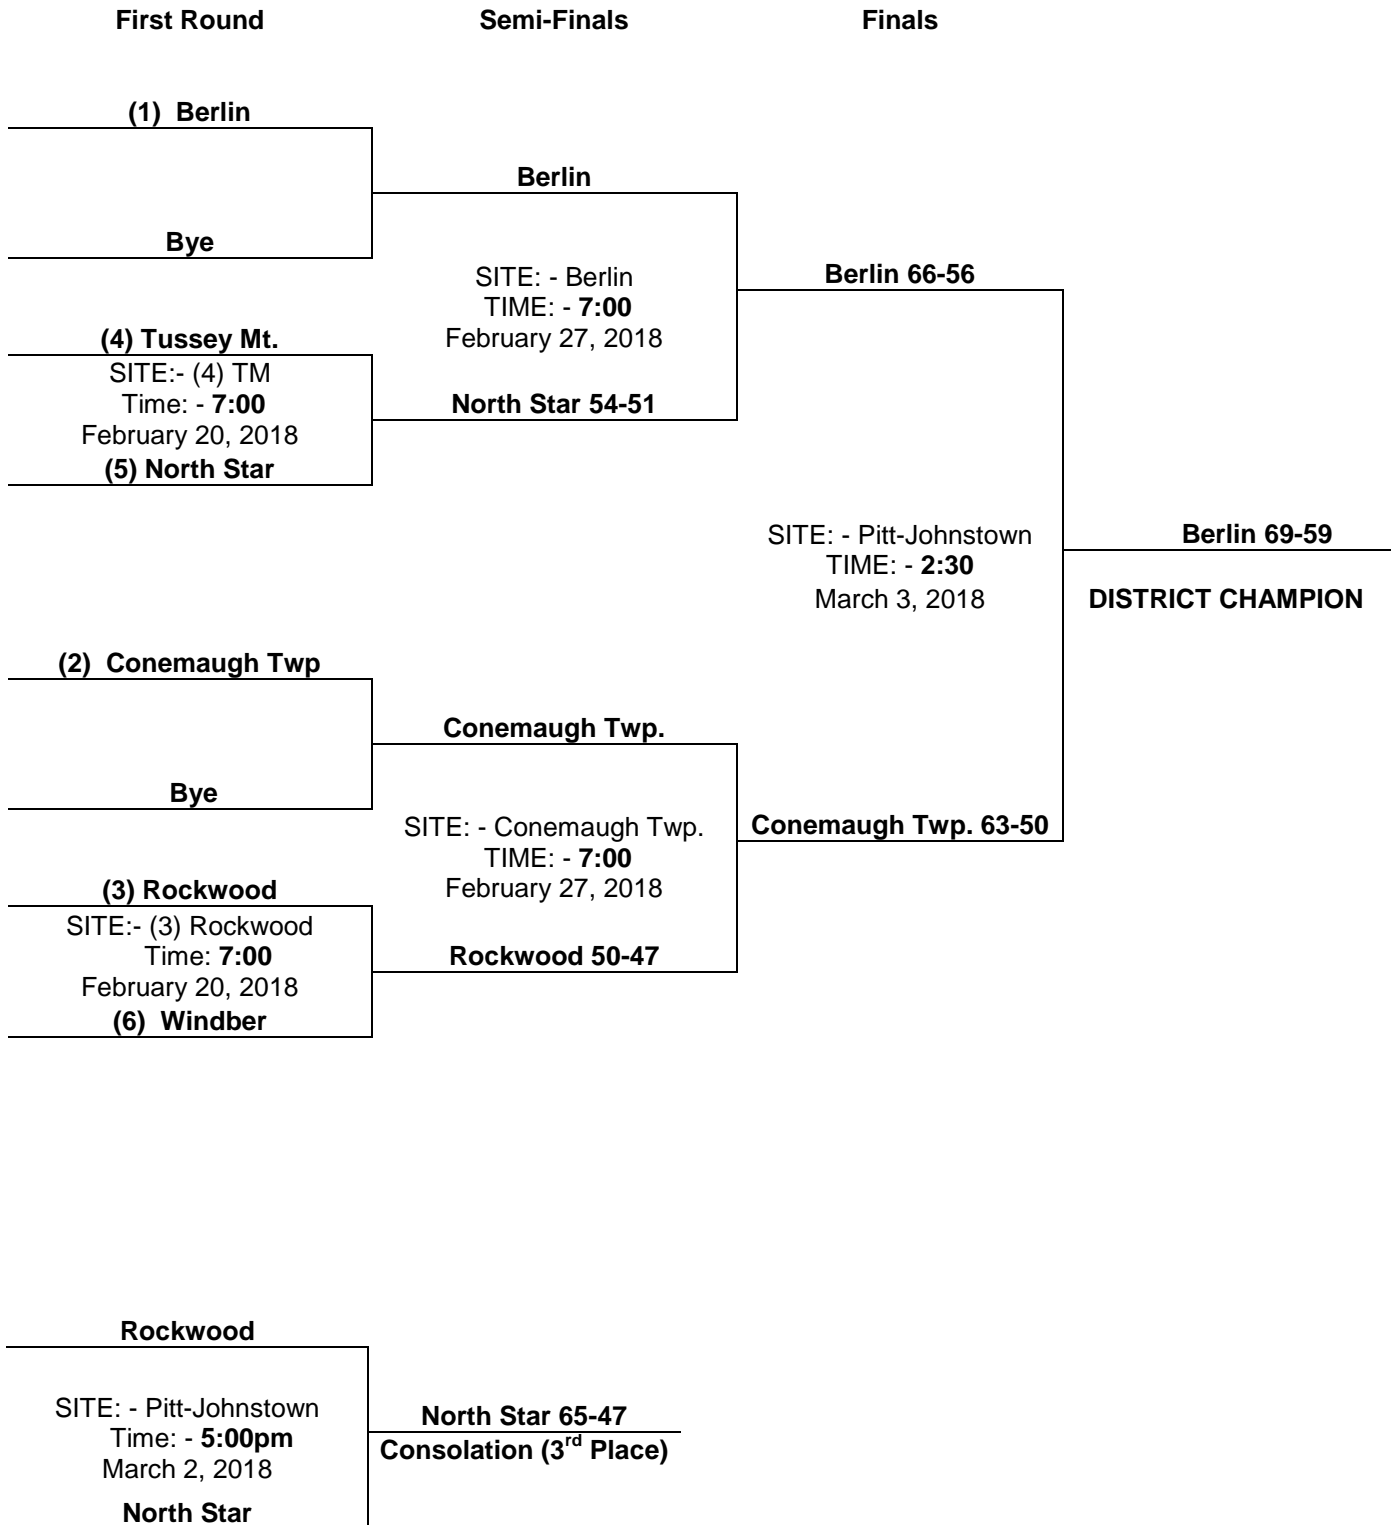 First Round
Semi-Finals
Finals
(1) Berlin
Berlin
Bye
SITE: - Berlin
TIME: - 7:00
February 27, 2018
Berlin 66-56
(4) Tussey Mt.
SITE:- (4) TM
Time: - 7:00
February 20, 2018
(5) North Star
North Star 54-51
SITE: - Pitt-Johnstown
TIME: - 2:30
March 3, 2018
Berlin 69-59
DISTRICT CHAMPION
(2) Conemaugh Twp
Conemaugh Twp.
Bye
SITE: - Conemaugh Twp.
TIME: - 7:00
February 27, 2018
Conemaugh Twp. 63-50
(3) Rockwood
SITE:- (3) Rockwood
Time: 7:00
February 20, 2018
(6) Windber
Rockwood 50-47
Rockwood
SITE: - Pitt-Johnstown
Time: - 5:00pm
March 2, 2018
North Star
North Star 65-47
Consolation (3rd Place)